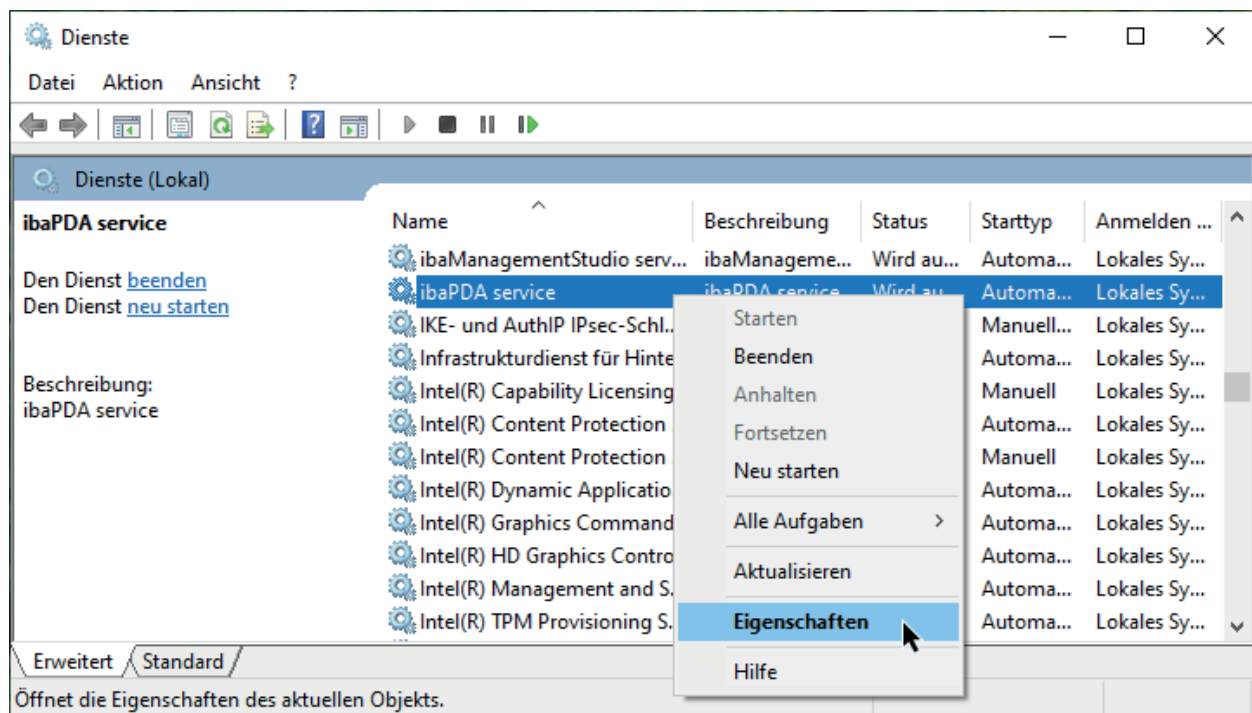 Dienste
Datei Aktion Ansicht ?
Dienste (Lokal)
ibaPDA service
Den Dienst beenden
Den Dienst neu starten
Beschreibung:
ibaPDA service
Name Beschreibung Status Starttyp Anmelden ...
ibaManagementStudio serv... ibaManageme... Wird au... Automa... Lokales Sy...
ibaPDA service ibaPDA service Wird au... Automa... Lokales Sy...
IKE- und AuthIP IPsec-Schl... Manuell... Lokales Sy...
Infrastrukturdienst für Hinte Automa... Lokales Sy...
Intel(R) Capability Licensing Manuell Lokales Sy...
Intel(R) Content Protection Automa... Lokales Sy...
Intel(R) Content Protection Manuell Lokales Sy...
Intel(R) Dynamic Applicatio Automa... Lokales Sy...
Intel(R) Graphics Command Automa... Lokales Sy...
Intel(R) HD Graphics Contro Automa... Lokales Sy...
Intel(R) Management and S. Automa... Lokales Sy...
Intel(R) TPM Provisioning S. Automa... Lokales Sy...
Starten
Beenden
Anhalten
Fortsetzen
Neu starten
Alle Aufgaben
Aktualisieren
Eigenschaften
Hilfe
Erweitert Standard
Öffnet die Eigenschaften des aktuellen Objekts.